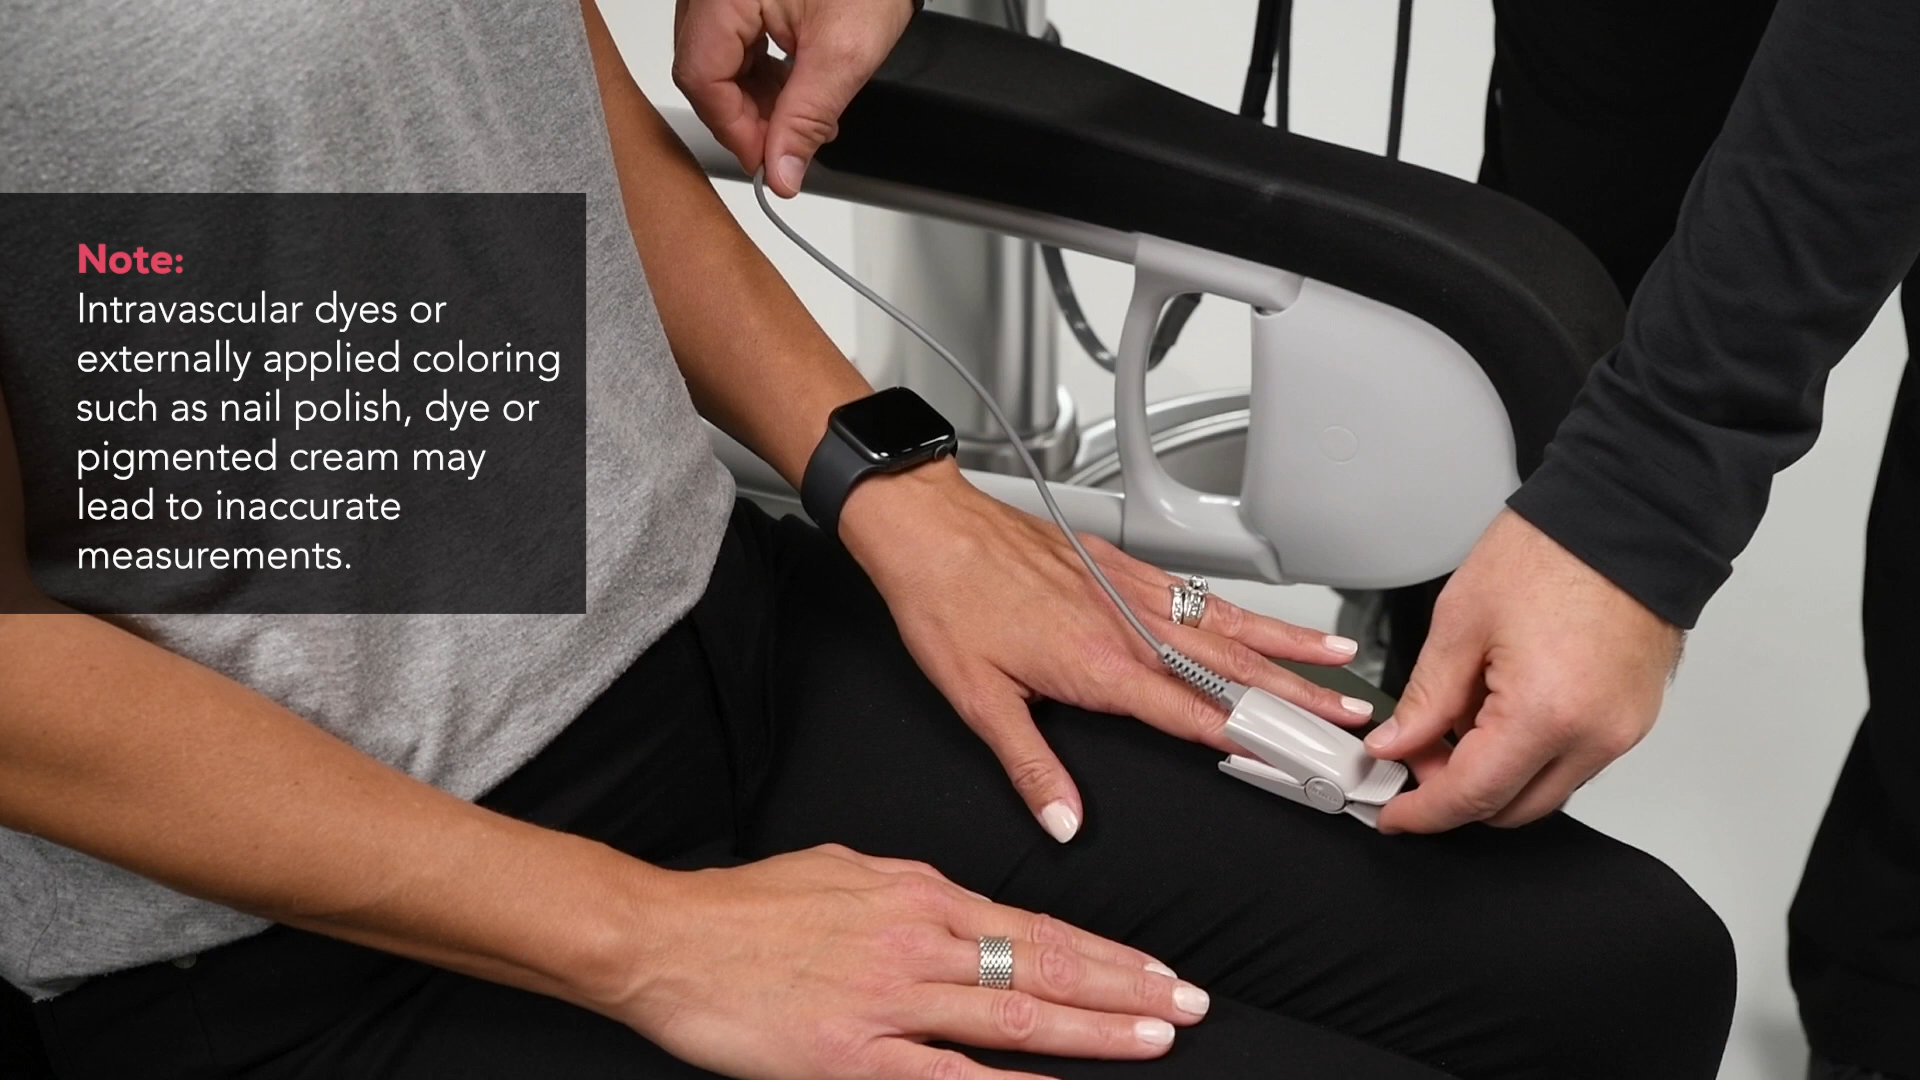 Note:
Intravascular dyes or
externally applied coloring
such as nail polish, dye or
pigmented cream may
lead to inaccurate
measurements.